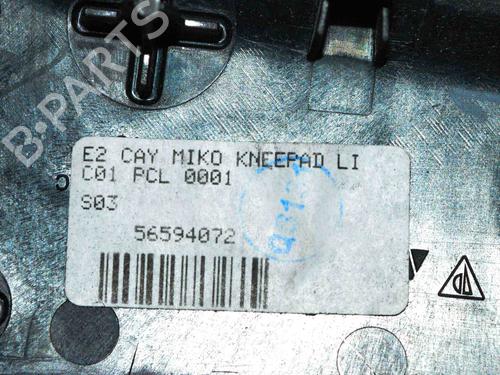 B-PARTS
E2 CAY MIKO KNEEPAD LI
C01 PCL 0001
S03
56594072